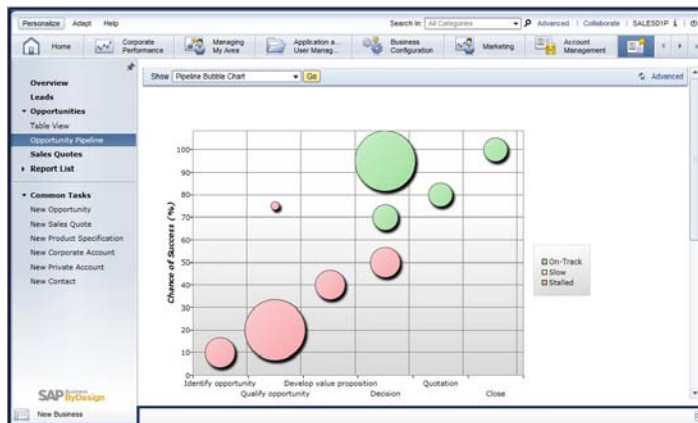 Personalize Adapt Help
Search In: All Categories Advanced | Collaborate | SALES01P
Home
Corporate Performance
Managing My Area
Application a... User Manag...
Business Configuration
Marketing
Account Management
Overview
Leads
Opportunities
Table View
Opportunity Pipeline
Sales Quotes
Report List
Common Tasks
New Opportunity
New Sales Quote
New Product Specification
New Corporate Account
New Private Account
New Contact
SAP Business ByDesign
New Business
Show Pipeline Bubble Chart Go
Advanced
Chance of Success (%)
100
90
80
70
60
50
40
30
20
10
0
Identify opportunity
Qualify opportunity
Develop value proposition
Decision
Quotation
Close
On-Track
Slow
Stalled